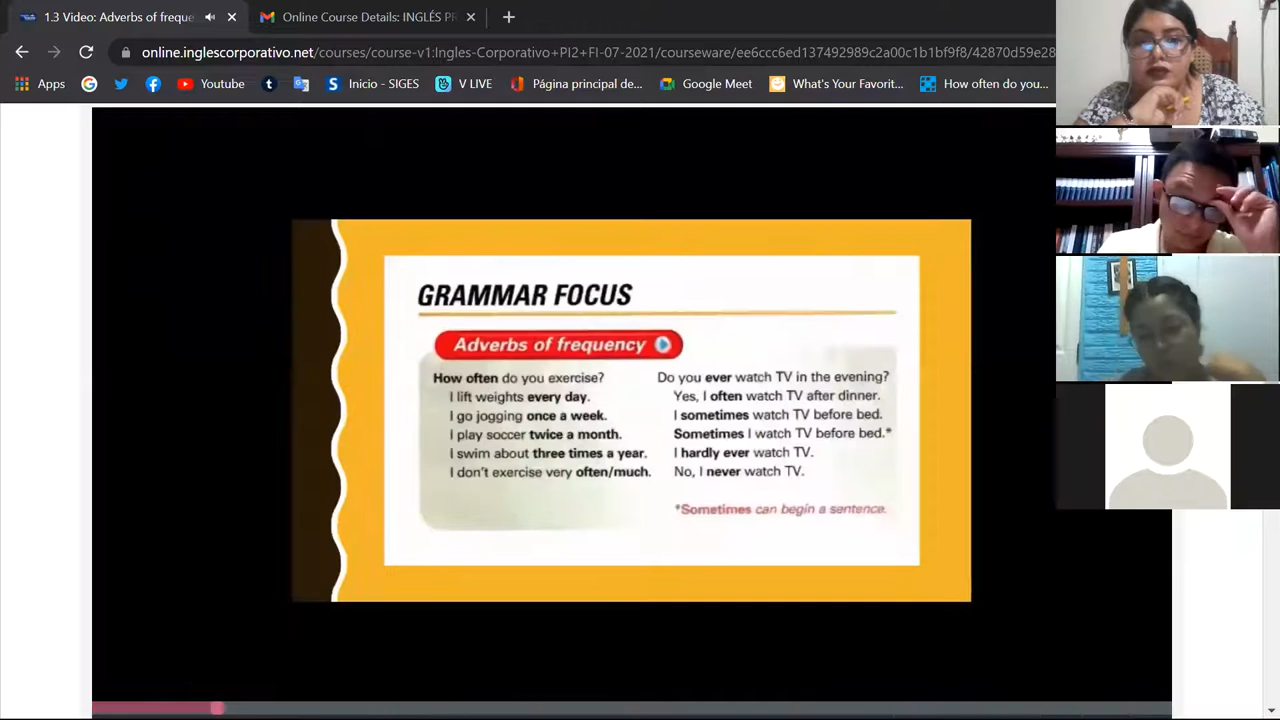 1.3 Video: Adverbs of freque
Online Course Details: INGLÉS PR
online.inglescorporativo.net/courses/course-v1:Inglescorporativo+PI2+FI-07-2021/courseware/ee6ccc6ed137492989c2a00c1b1bf9f8/42870d59e28
Apps
Youtube
Inicio - SIGES
V LIVE
Página principal de...
Google Meet
What's Your Favorit...
How often do you...
GRAMMAR FOCUS
Adverbs of frequency
How often do you exercise?
I lift weights every day.
I go jogging once a week.
I play soccer twice a month.
I swim about three times a year.
I don't exercise very often/much.
Do you ever watch TV in the evening?
Yes, I often watch TV after dinner.
I sometimes watch TV before bed.
Sometimes I watch TV before bed.*
I hardly ever watch TV.
No, I never watch TV.
*Sometimes can begin a sentence.